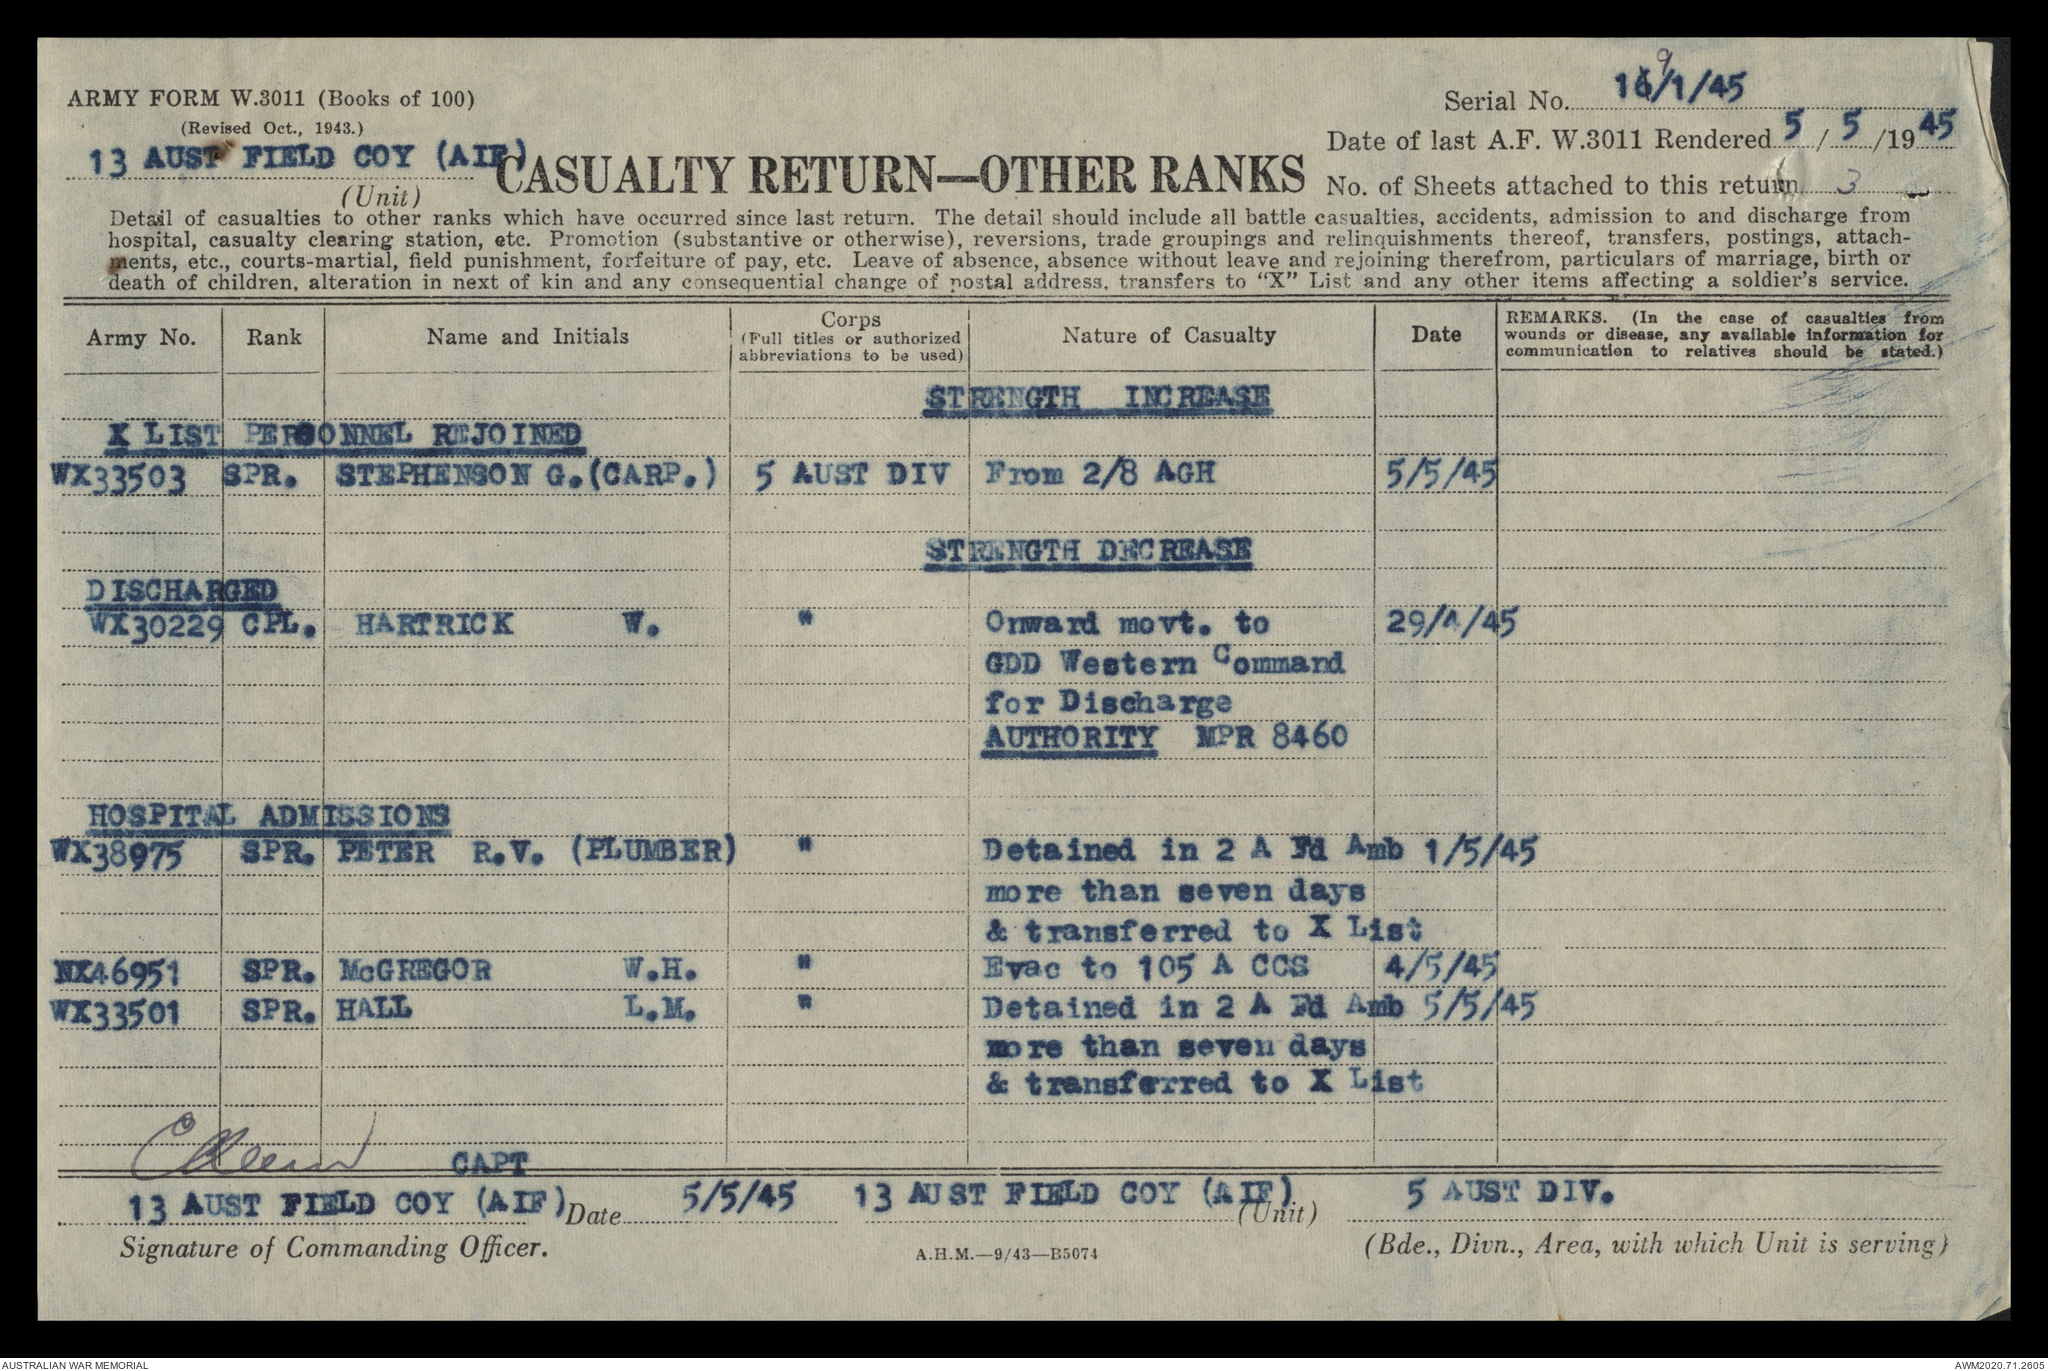 ARMY FORM W.3011 (Books of 100)
(Revised Oct., 1943.)
13 AUST FIELD COY (AIF)
(Unit)
CASUALTY RETURN—OTHER RANKS
Serial No. 169/1/45
Date of last A.F. W.3011 Rendered 5 / 5 /19 45
No. of Sheets attached to this return 3
Detail of casualties to other ranks which have occurred since last return. The detail should include all battle casualties, accidents, admission to and discharge from
hospital, casualty clearing station, etc. Promotion (substantive or otherwise), reversions, trade groupings and relinquishments thereof, transfers, postings, attach-
ments, etc., courts-martial, field punishment, forfeiture of pay, etc. Leave of absence, absence without leave and rejoining therefrom, particulars of marriage, birth or
death of children, alteration in next of kin and any consequential change of postal address, transfers to “X” List and any other items affecting a soldier's service.
Army No. Rank Name and Initials Corps (Full titles or authorized abbreviations to be used) Nature of Casualty Date REMARKS. (In the case of casualties from wounds or disease, any available information for communication to relatives should be stated.)
STRENGTH INCREASE
X LIST PERSONNEL REJOINED
WX33503 SPR. STEPHENSON G.(CARP.) 5 AUST DIV From 2/8 AGH 5/5/45
STRENGTH DECREASE
DISCHARGED
WX30229 CPL. HARTRICK W. " Onward movt. to 29/4/45
GDD Western Command
for Discharge
AUTHORITY MPR 8460
HOSPITAL ADMISSIONS
WX38975 SPR. PETER R.V. (PLUMBER) " Detained in 2 A Fd Amb 1/5/45
more than seven days
& transferred to X List
NX46951 SPR. McGREGOR W.H. " Evac to 105 A CCS 4/5/45
WX33501 SPR. HALL L.M. " Detained in 2 A Fd Amb 5/5/45
more than seven days
& transferred to X List
CAPT
13 AUST FIELD COY (AIF) Date 5/5/45 13 AUST FIELD COY (AIF) (Unit) 5 AUST DIV.
Signature of Commanding Officer. A.H.M.—9/43—B5074 (Bde., Divn., Area, with which Unit is serving)
AUSTRALIAN WAR MEMORIAL AWM2020.71.2605